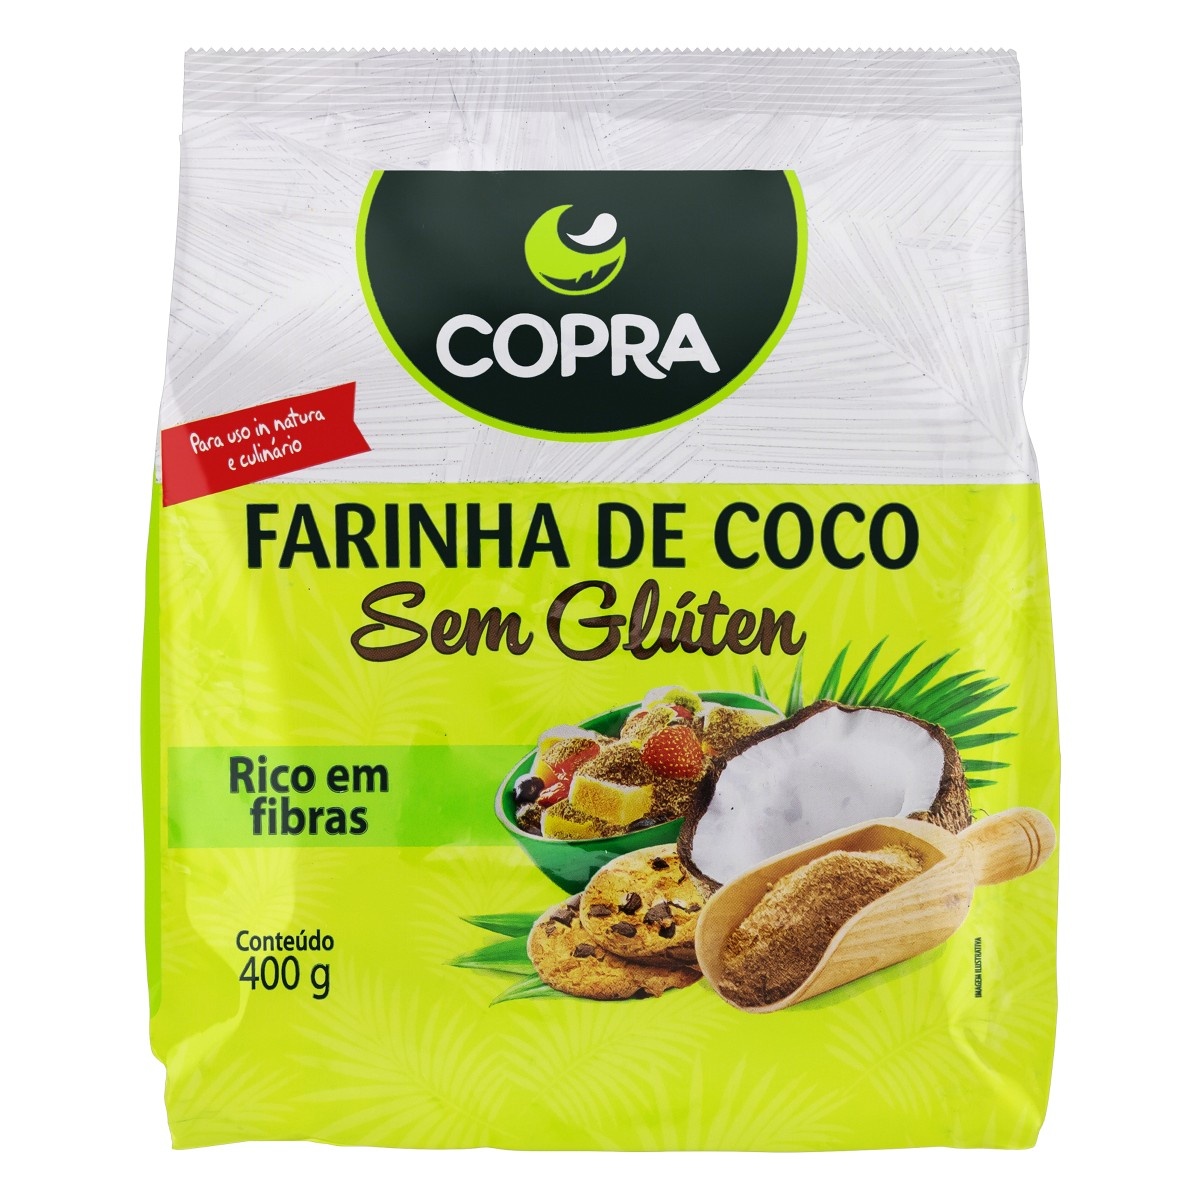 COPRA
Para uso in natura
e culinário
FARINHA DE COCO
Sem Glúten
Rico em
fibras
Conteúdo
400 g
IMAGEM ILUSTRATIVA